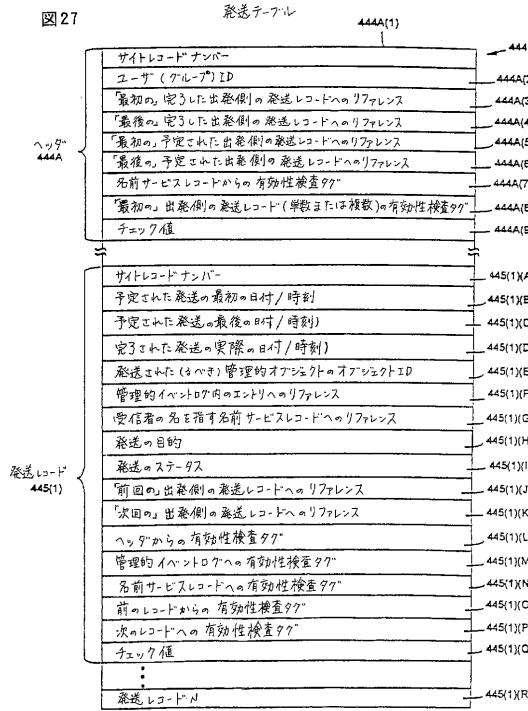 図27
発送テーブル
444A(1)
444
サイトレコードナンバー
ユーザ(グループ)ID
444A(2
「最初の」完了した出発側の発送レコードへのリファレンス
444A(3
「最後の」完了した出発側の発送レコードへのリファレンス
444A(4
「最初の」予定された出発側の発送レコードへのリファレンス
444A(5
「最後の」予定された出発側の発送レコードへのリファレンス
444A(6
名前サービスレコードからの有効性検査タグ
444A(7
「最初の」出発側の発送レコード(単数または複数)の有効性検査タグ
444A(8
チェック値
444A(9
ヘッダ
444A
サイトレコードナンバー
445(1)(A
予定された発送の最初の日付/時刻
445(1)(B
予定された発送の最後の日付/時刻)
445(1)(C
完了された発送の実際の日付/時刻)
445(1)(D
発送された(るべき)管理的オブジェクトのオブジェクトID
445(1)(E
管理的イベントログ内のエントリへのリファレンス
445(1)(F
受信者の名を指す名前サービスレコードへのリファレンス
445(1)(G
発送の目的
445(1)(H
発送のステータス
445(1)(I
「前回の」出発側の発送レコードへのリファレンス
445(1)(J
「次回の」出発側の発送レコードへのリファレンス
445(1)(K
ヘッダからの有効性検査タグ
445(1)(L
管理的イベントログへの有効性検査タグ
445(1)(M
名前サービスレコードへの有効性検査タグ
445(1)(N
前のレコードからの有効性検査タグ
445(1)(O
次のレコードへの有効性検査タグ
445(1)(P
チェック値
445(1)(Q
発送レコード
445(1)
発送レコードN
445(1)(R